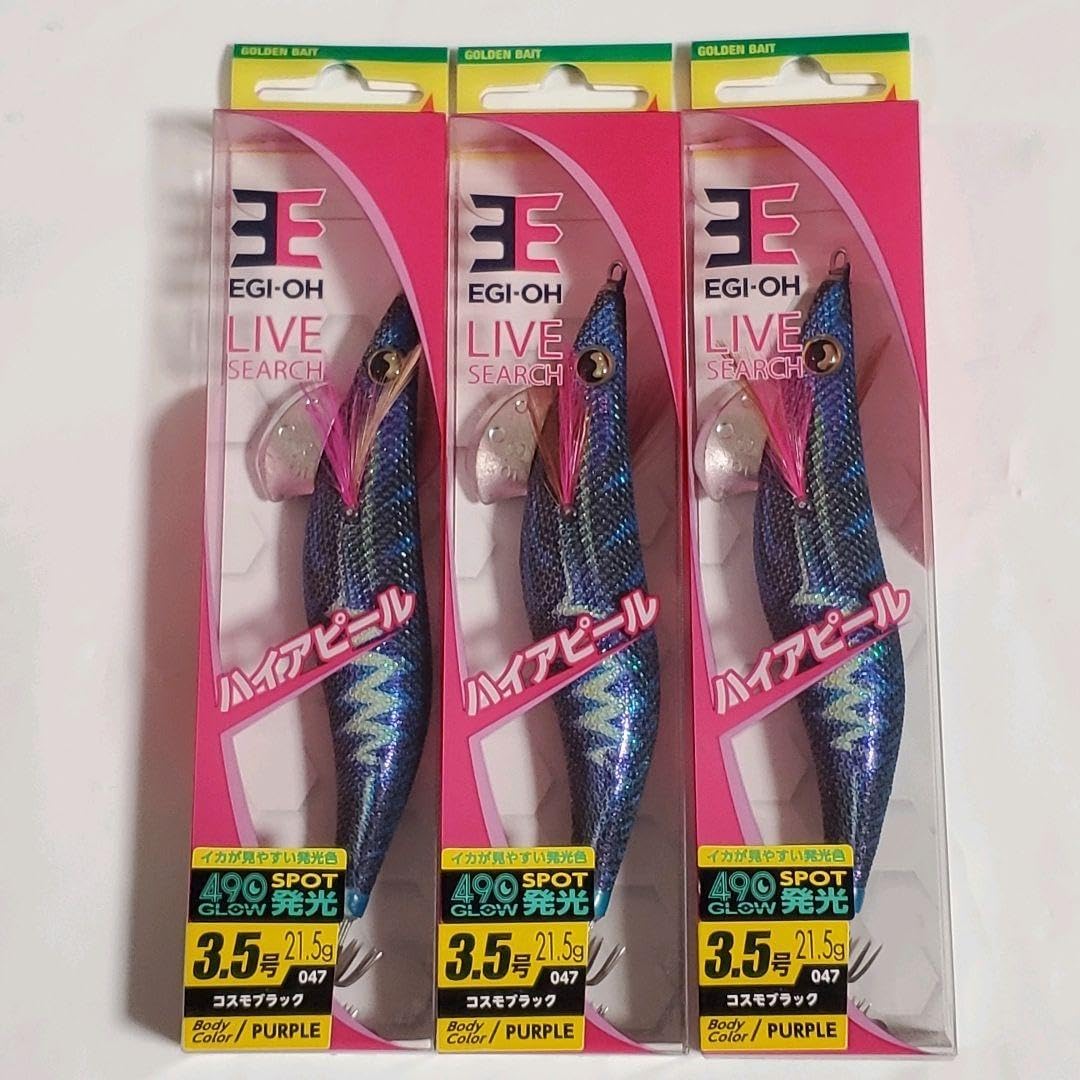 GOLDEN BAIT
EGI-OH
LIVE
SEARCH
ハイアピール
イカが見やすい発光色
490 SPOT
GLOW 発光
3.5号 21.5g
047
コスモブラック
Body Color / PURPLE
GOLDEN BAIT
EGI-OH
LIVE
SEARCH
ハイアピール
イカが見やすい発光色
490 SPOT
GLOW 発光
3.5号 21.5g
047
コスモブラック
Body Color / PURPLE
GOLDEN BAIT
EGI-OH
LIVE
SEARCH
ハイアピール
イカが見やすい発光色
490 SPOT
GLOW 発光
3.5号 21.5g
047
コスモブラック
Body Color / PURPLE